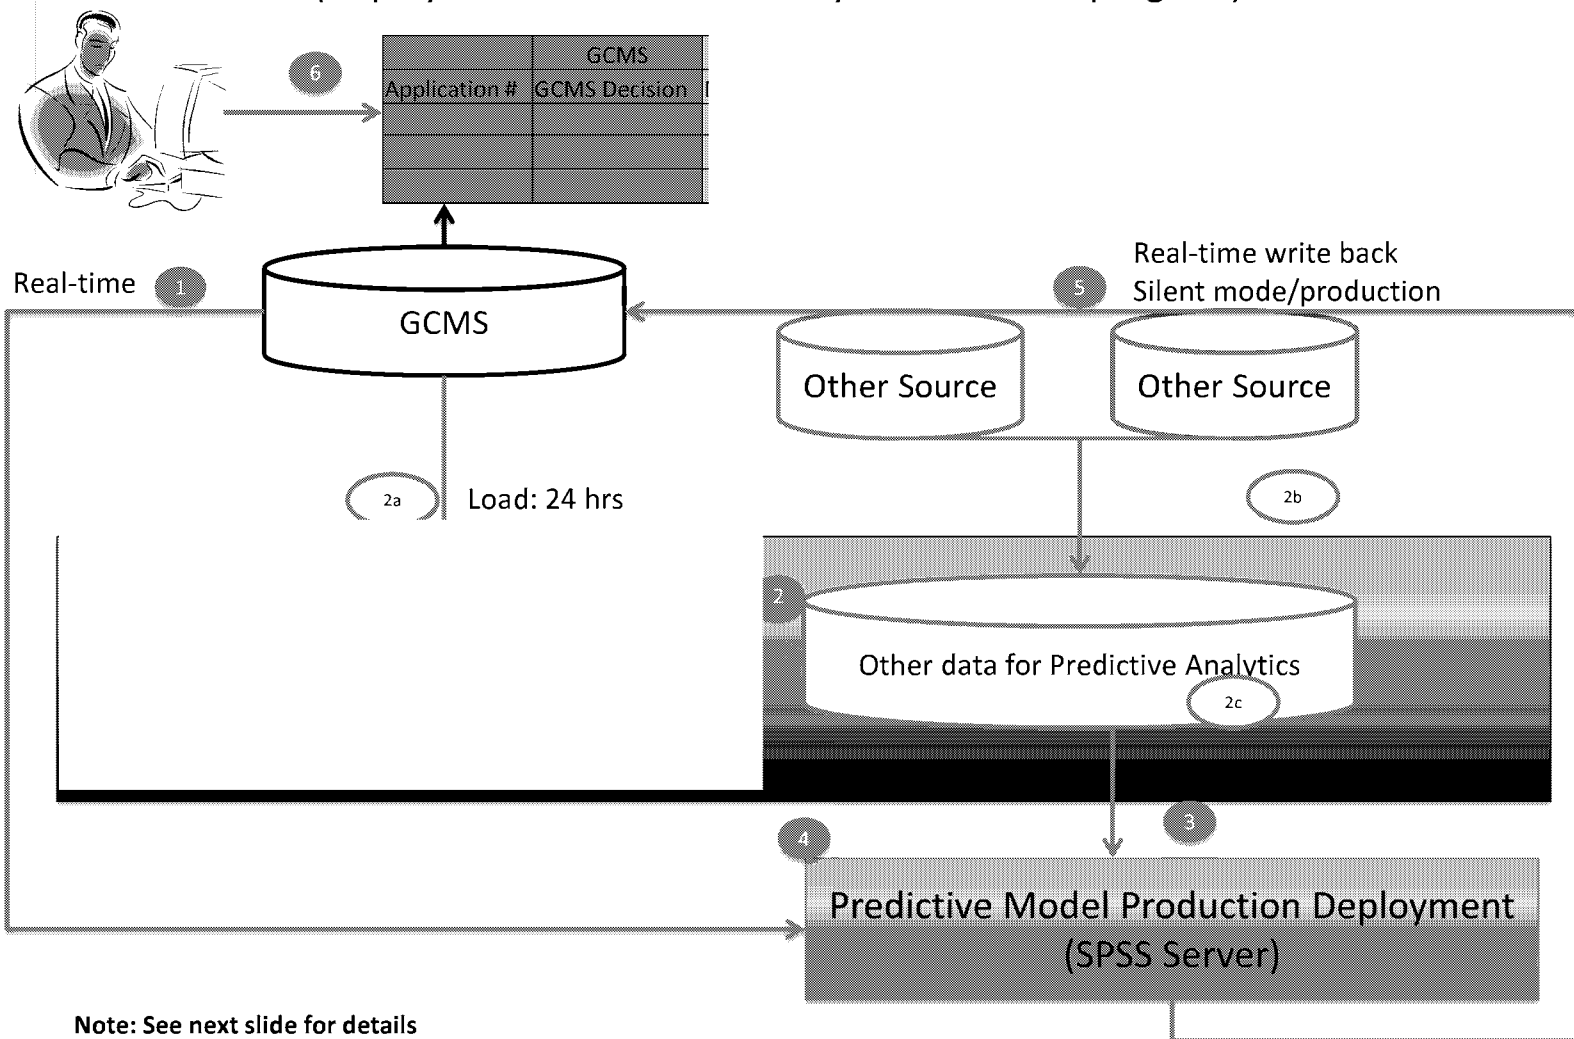 6
GCMS
Application # GCMS Decision
Real-time 1
GCMS
5 Real-time write back
Silent mode/production
Other Source Other Source
2a Load: 24 hrs
2b
2
Other data for Predictive Analytics
2c
3
4
Predictive Model Production Deployment
(SPSS Server)
Note: See next slide for details